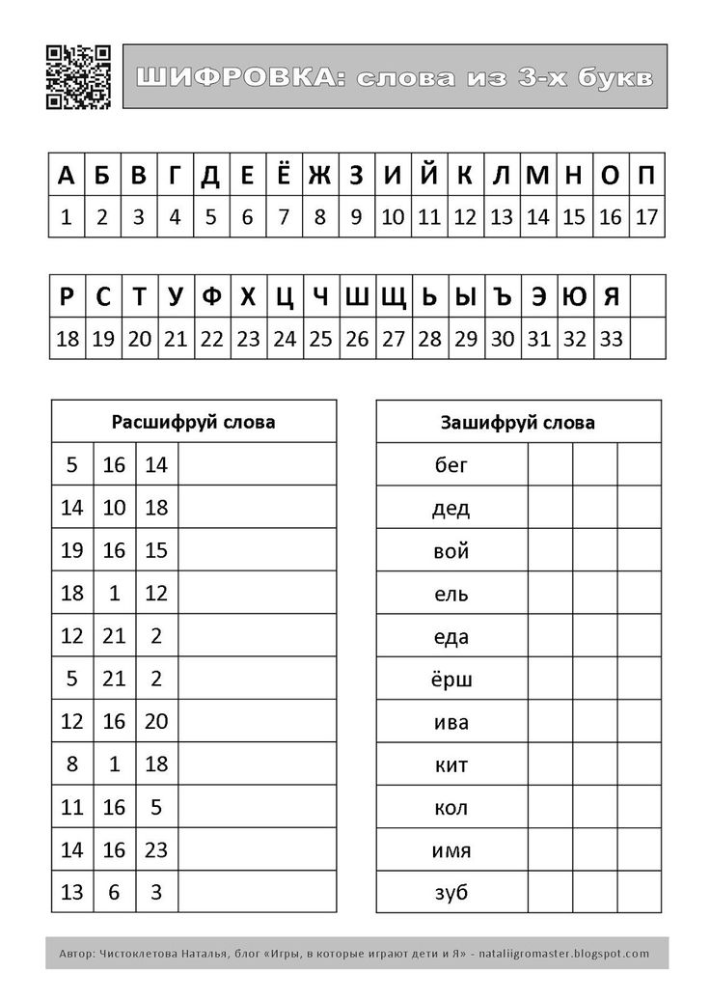 ШИФРОВКА: слова из 3-х букв
А Б В Г Д Е Ё Ж З И Й К Л М Н О П
1 2 3 4 5 6 7 8 9 10 11 12 13 14 15 16 17
Р С Т У Ф Х Ц Ч Ш Щ Ь Ы Ъ Э Ю Я
18 19 20 21 22 23 24 25 26 27 28 29 30 31 32 33
Расшифруй слова
5 16 14
14 10 18
19 16 15
18 1 12
12 21 2
5 21 2
12 16 20
8 1 18
11 16 5
14 16 23
13 6 3
Зашифруй слова
бег
дед
вой
ель
еда
ёрш
ива
кит
кол
имя
зуб
Автор: Чистоклетова Наталья, блог «Игры, в которые играют дети и Я» - nataliigromaster.blogspot.com